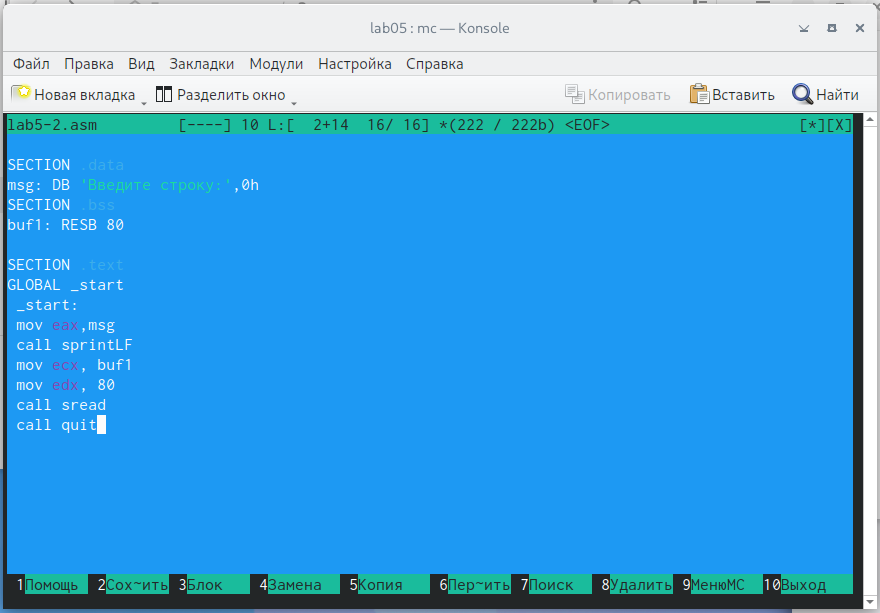 lab05 : mc — Konsole
Файл Правка Вид Закладки Модули Настройка Справка
Новая вкладка Разделить окно Копировать Вставить Найти
lab5-2.asm [----] 10 L:[ 2+14 16/ 16] *(222 / 222b) <EOF> [*][X]
SECTION .data
msg: DB 'Введите строку:',0h
SECTION .bss
buf1: RESB 80
SECTION .text
GLOBAL _start
_start:
mov eax,msg
call sprintLF
mov ecx, buf1
mov edx, 80
call sread
call quit
1Помощь 2Сох~ить 3Блок 4Замена 5Копия 6Пер~ить 7Поиск 8Удалить 9МенюМС 10Выход